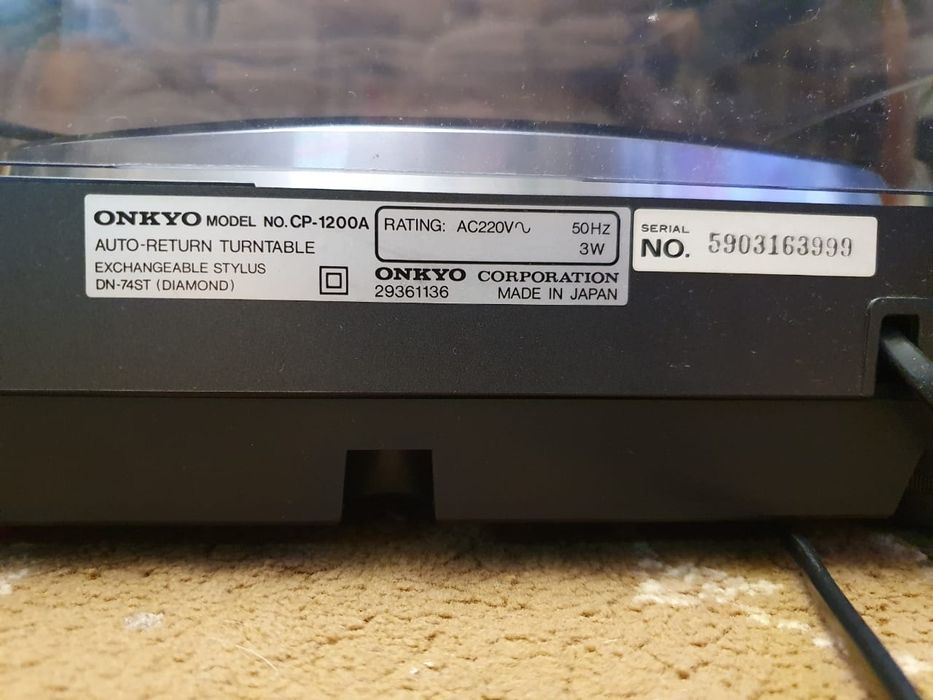 ONKYO MODEL NO. CP-1200A
AUTO-RETURN TURNTABLE
EXCHANGEABLE STYLUS
DN-74ST (DIAMOND)
RATING: AC220V~ 50Hz
3W
ONKYO CORPORATION
29361136 MADE IN JAPAN
SERIAL
NO. 5903163999